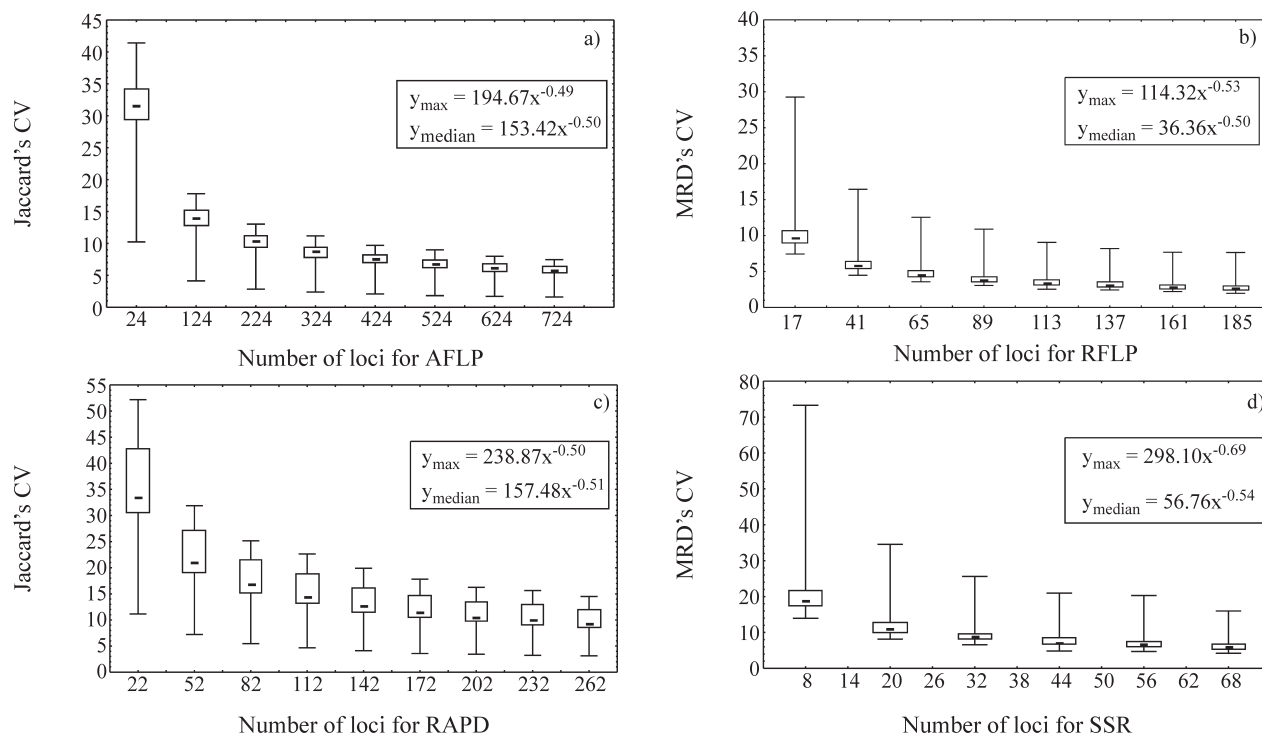 a)
Jaccard's CV
45
40
35
30
25
20
15
10
5
0
y_max = 194.67x^-0.49
y_median = 153.42x^-0.50
24 124 224 324 424 524 624 724
Number of loci for AFLP
b)
MRD's CV
40
35
30
25
20
15
10
5
0
y_max = 114.32x^-0.53
y_median = 36.36x^-0.50
17 41 65 89 113 137 161 185
Number of loci for RFLP
c)
Jaccard's CV
55
50
45
40
35
30
25
20
15
10
5
0
y_max = 238.87x^-0.50
y_median = 157.48x^-0.51
22 52 82 112 142 172 202 232 262
Number of loci for RAPD
d)
MRD's CV
80
70
60
50
40
30
20
10
0
y_max = 298.10x^-0.69
y_median = 56.76x^-0.54
8 14 20 26 32 38 44 50 56 62 68
Number of loci for SSR